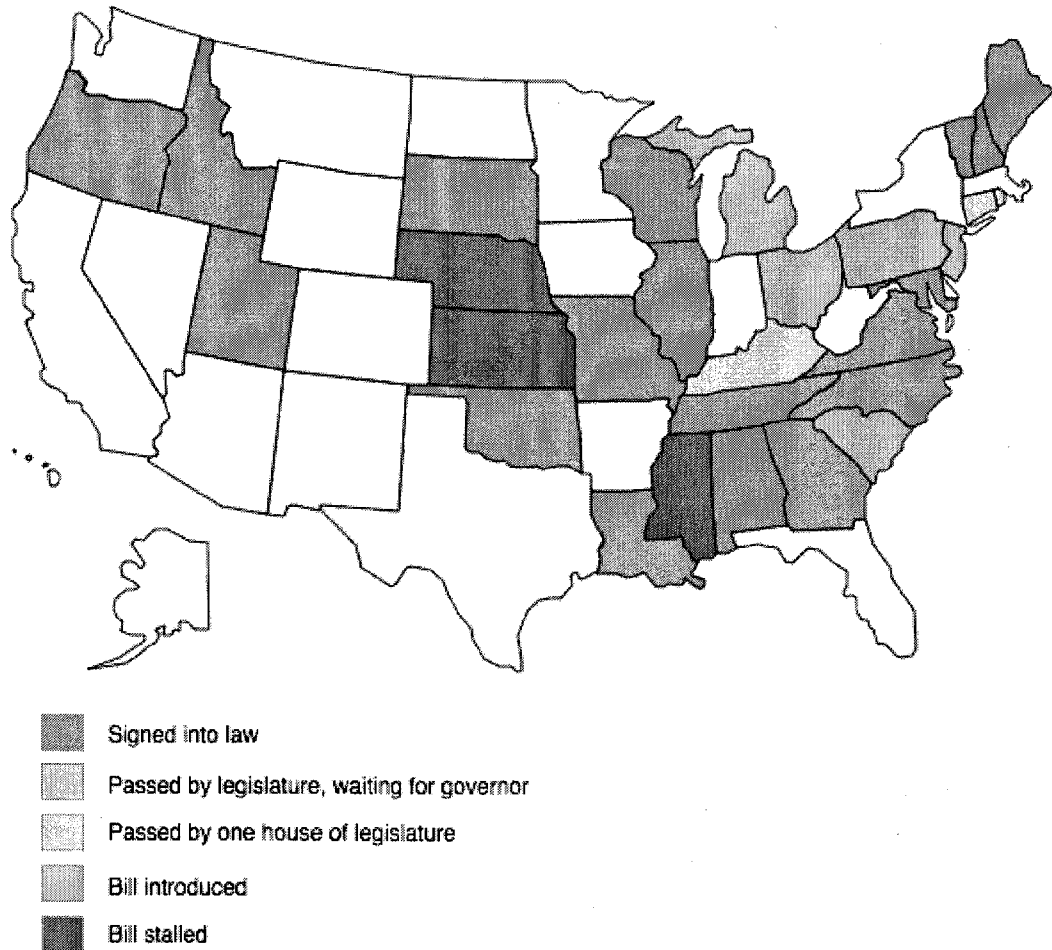 Signed into law
Passed by legislature, waiting for governor
Passed by one house of legislature
Bill introduced
Bill stalled